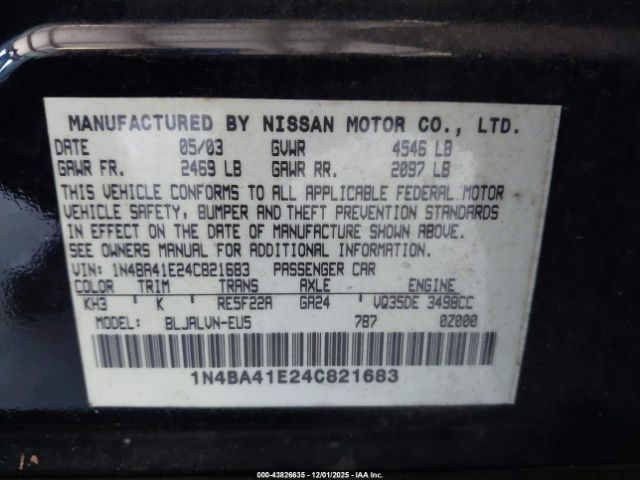 MANUFACTURED BY NISSAN MOTOR CO., LTD.
DATE 05/03 GVWR 4546 LB
GAWR FR. 2469 LB GAWR RR. 2097 LB
THIS VEHICLE CONFORMS TO ALL APPLICABLE FEDERAL MOTOR
VEHICLE SAFETY, BUMPER AND THEFT PREVENTION STANDARDS
IN EFFECT ON THE DATE OF MANUFACTURE SHOWN ABOVE.
SEE OWNERS MANUAL FOR ADDITIONAL INFORMATION.
VIN: 1N4BA41E24C821683 PASSENGER CAR
COLOR TRIM TRANS AXLE ENGINE
KH3 K RE5F22A GA24 VQ35DE 3498CC
MODEL: BLJALVN-EU5 787 0Z000
1N4BA41E24C821683
000-43826635 - 12/01/2025 - IAA Inc.